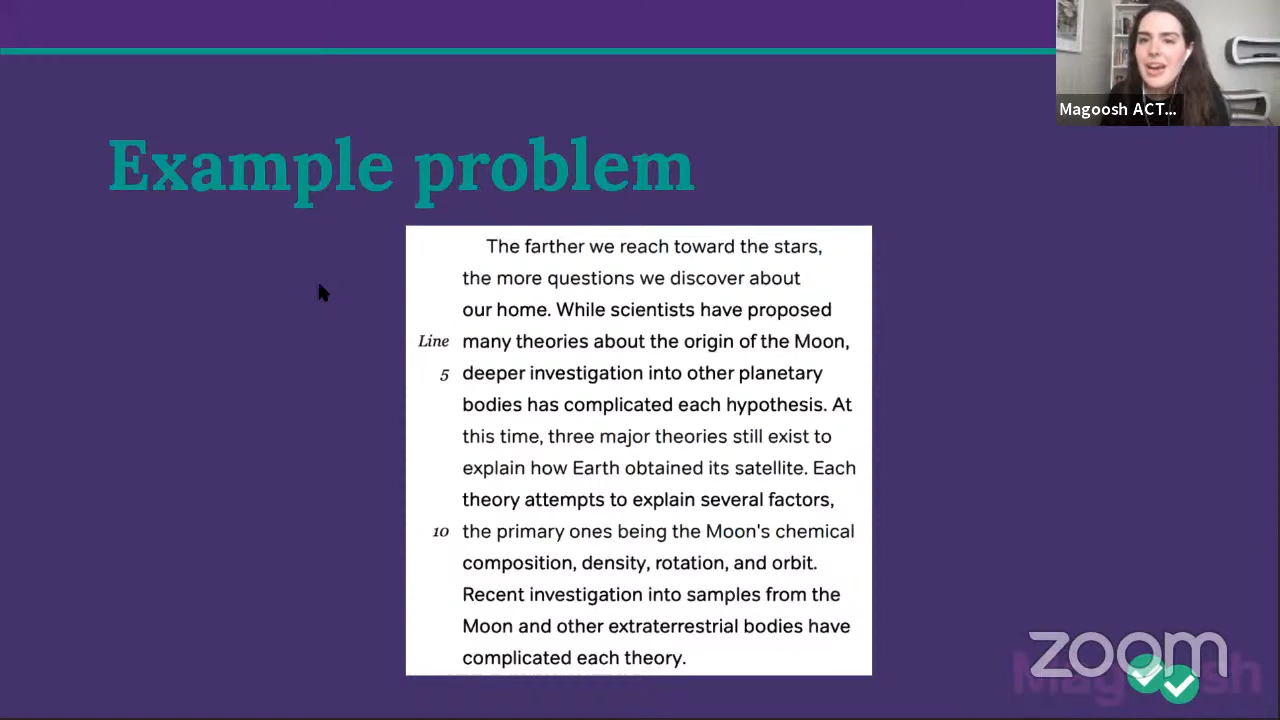 Magoosh ACT...
Example problem
The farther we reach toward the stars,
the more questions we discover about
our home. While scientists have proposed
Line many theories about the origin of the Moon,
5 deeper investigation into other planetary
bodies has complicated each hypothesis. At
this time, three major theories still exist to
explain how Earth obtained its satellite. Each
theory attempts to explain several factors,
10 the primary ones being the Moon's chemical
composition, density, rotation, and orbit.
Recent investigation into samples from the
Moon and other extraterrestrial bodies have
complicated each theory.
zoom
Magoosh